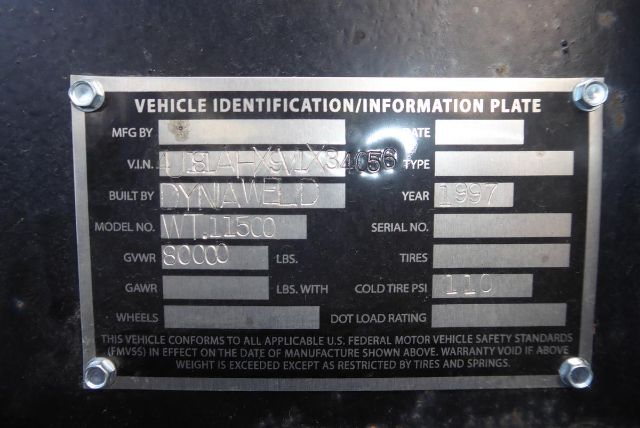 VEHICLE IDENTIFICATION/INFORMATION PLATE
MFG BY DATE
V.I.N. TYPE
BUILT BY DYNAWELD YEAR 1997
MODEL NO. WT.11500 SERIAL NO.
GVWR 80000 LBS. TIRES
GAWR LBS. WITH COLD TIRE PSI 110
WHEELS DOT LOAD RATING
THIS VEHICLE CONFORMS TO ALL APPLICABLE U.S. FEDERAL MOTOR VEHICLE SAFETY STANDARDS
(FMVSS) IN EFFECT ON THE DATE OF MANUFACTURE SHOWN ABOVE. WARRANTY VOID IF ABOVE
WEIGHT IS EXCEEDED EXCEPT AS RESTRICTED BY TIRES AND SPRINGS.